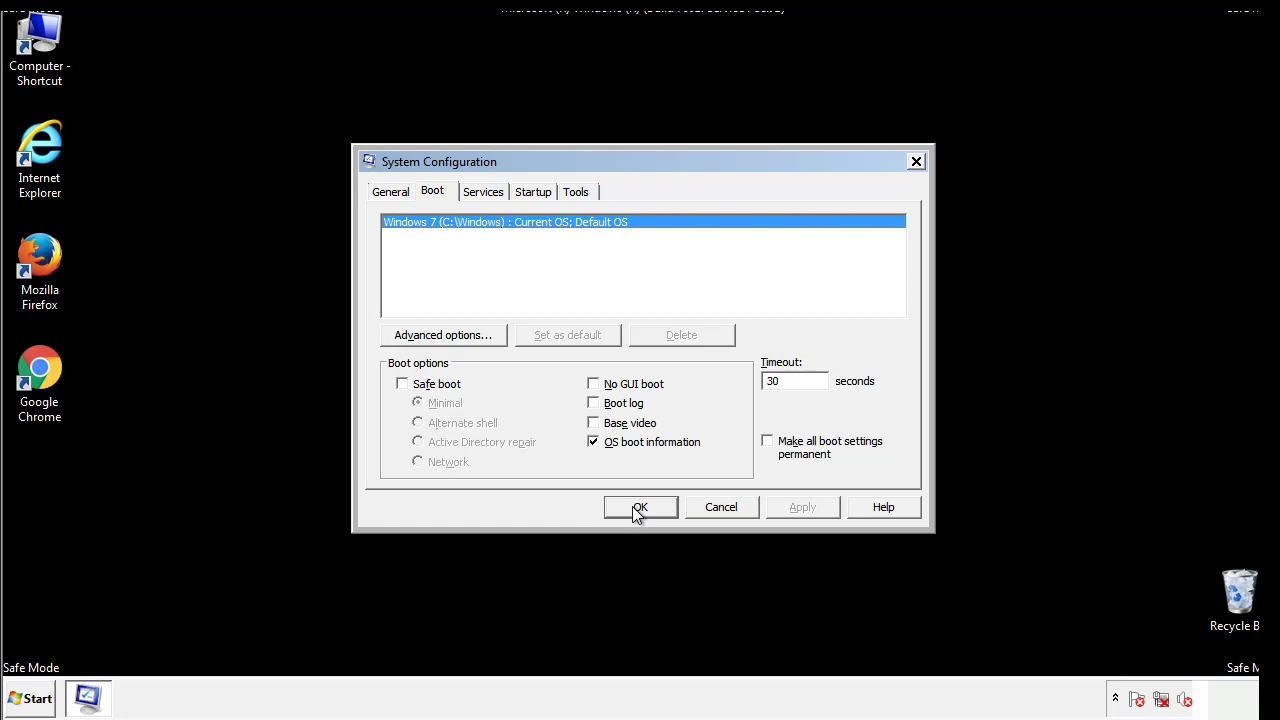 Computer -
Shortcut
Internet
Explorer
Mozilla
Firefox
Google
Chrome
System Configuration
General
Boot
Services
Startup
Tools
Windows 7 (C:\Windows) : Current OS; Default OS
Advanced options...
Set as default
Delete
Boot options
Safe boot
Minimal
Alternate shell
Active Directory repair
Network
No GUI boot
Boot log
Base video
OS boot information
Timeout:
30 seconds
Make all boot settings
permanent
OK
Cancel
Apply
Help
Recycle B
Safe Mode
Safe M
Start